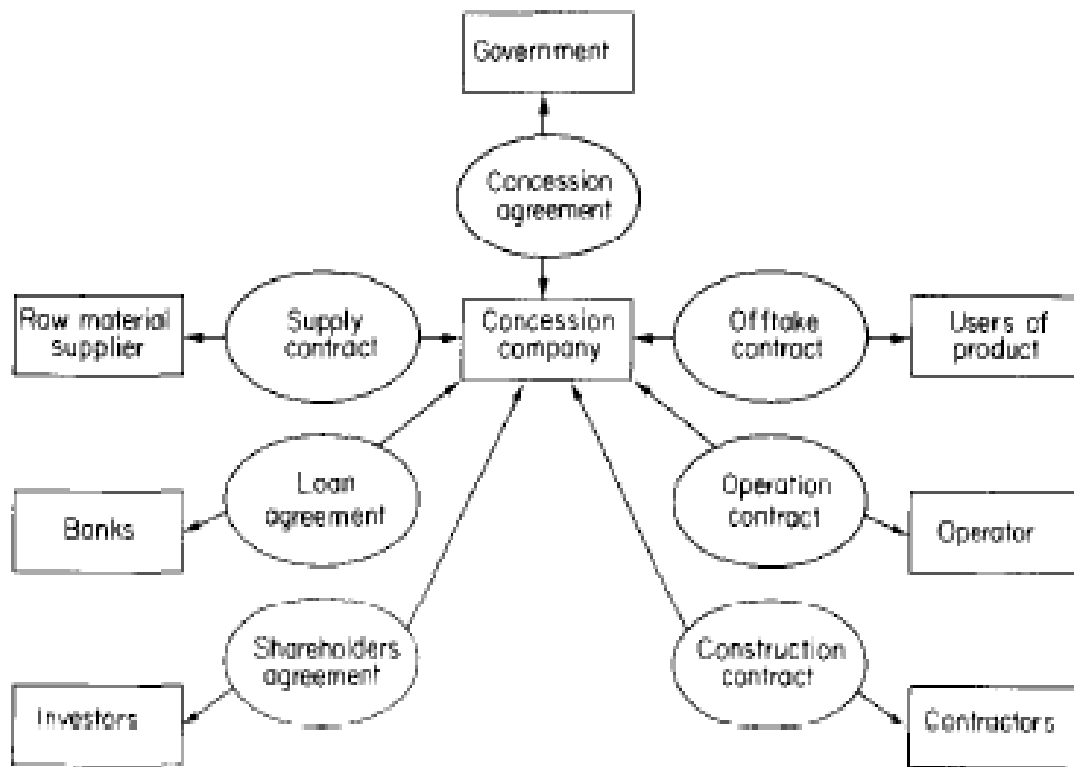 Government
Concession
agreement
Raw material
supplier
Supply
contract
Concession
company
Offtake
contract
Users of
product
Banks
Loan
agreement
Operation
contract
Operator
Investors
Shareholders
agreement
Construction
contract
Contractors